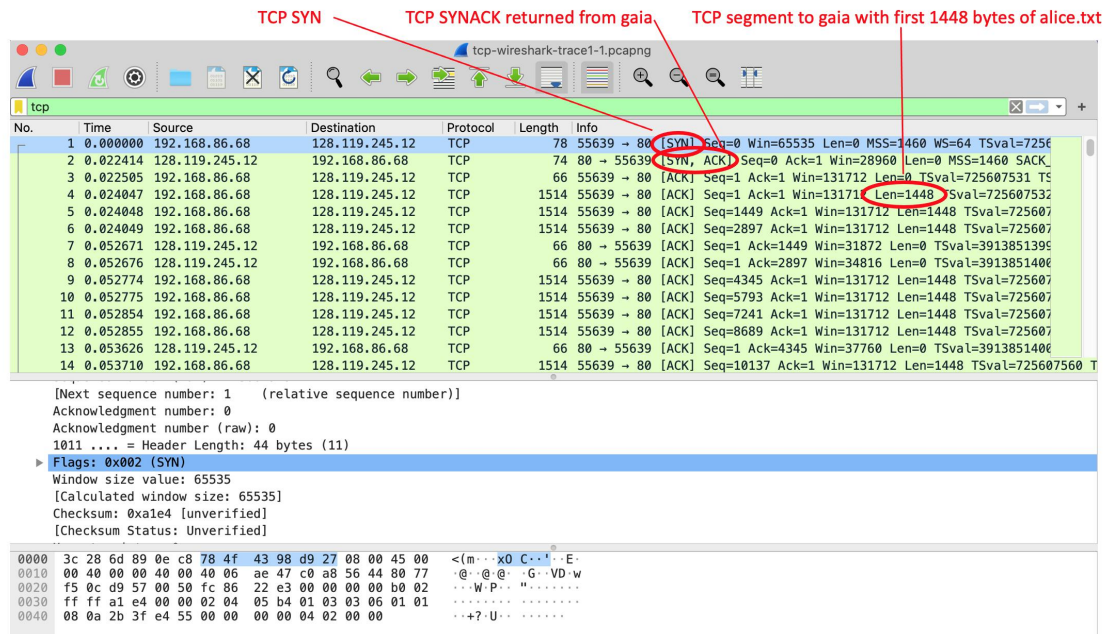 TCP SYN TCP SYNACK returned from gaia TCP segment to gaia with first 1448 bytes of alice.txt
tcp-wireshark-trace1-1.pcapng
tcp
No. Time Source Destination Protocol Length Info
1 0.000000 192.168.86.68 128.119.245.12 TCP 78 55639 → 80 [SYN] Seq=0 Win=65535 Len=0 MSS=1460 WS=64 TSval=7256
2 0.022414 128.119.245.12 192.168.86.68 TCP 74 80 → 55639 [SYN, ACK] Seq=0 Ack=1 Win=28960 Len=0 MSS=1460 SACK_
3 0.022505 192.168.86.68 128.119.245.12 TCP 66 55639 → 80 [ACK] Seq=1 Ack=1 Win=131712 Len=0 TSval=725607531 TS
4 0.024047 192.168.86.68 128.119.245.12 TCP 1514 55639 → 80 [ACK] Seq=1 Ack=1 Win=131712 Len=1448 TSval=725607532
5 0.024048 192.168.86.68 128.119.245.12 TCP 1514 55639 → 80 [ACK] Seq=1449 Ack=1 Win=131712 Len=1448 TSval=725607
6 0.024049 192.168.86.68 128.119.245.12 TCP 1514 55639 → 80 [ACK] Seq=2897 Ack=1 Win=131712 Len=1448 TSval=725607
7 0.052671 128.119.245.12 192.168.86.68 TCP 66 80 → 55639 [ACK] Seq=1 Ack=1449 Win=31872 Len=0 TSval=3913851399
8 0.052676 128.119.245.12 192.168.86.68 TCP 66 80 → 55639 [ACK] Seq=1 Ack=2897 Win=34816 Len=0 TSval=3913851400
9 0.052774 192.168.86.68 128.119.245.12 TCP 1514 55639 → 80 [ACK] Seq=4345 Ack=1 Win=131712 Len=1448 TSval=725607
10 0.052775 192.168.86.68 128.119.245.12 TCP 1514 55639 → 80 [ACK] Seq=5793 Ack=1 Win=131712 Len=1448 TSval=725607
11 0.052854 192.168.86.68 128.119.245.12 TCP 1514 55639 → 80 [ACK] Seq=7241 Ack=1 Win=131712 Len=1448 TSval=725607
12 0.052855 192.168.86.68 128.119.245.12 TCP 1514 55639 → 80 [ACK] Seq=8689 Ack=1 Win=131712 Len=1448 TSval=725607
13 0.053626 128.119.245.12 192.168.86.68 TCP 66 80 → 55639 [ACK] Seq=1 Ack=4345 Win=37760 Len=0 TSval=3913851400
14 0.053710 192.168.86.68 128.119.245.12 TCP 1514 55639 → 80 [ACK] Seq=10137 Ack=1 Win=131712 Len=1448 TSval=725607560 T
[Next sequence number: 1 (relative sequence number)]
Acknowledgment number: 0
Acknowledgment number (raw): 0
1011 .... = Header Length: 44 bytes (11)
Flags: 0x002 (SYN)
Window size value: 65535
[Calculated window size: 65535]
Checksum: 0xa1e4 [unverified]
[Checksum Status: Unverified]
0000 3c 28 6d 89 0e c8 78 4f 43 98 d9 27 08 00 45 00 <(m···xO C··'··E·
0010 00 40 00 00 40 00 40 06 ae 47 c0 a8 56 44 80 77 ·@··@·@· ·G··VD·w
0020 f5 0c d9 57 00 50 fc 86 22 e3 00 00 00 00 b0 02 ···W·P·· "·······
0030 ff ff a1 e4 00 00 02 04 05 b4 01 03 03 06 01 01 ········ ········
0040 08 0a 2b 3f e4 55 00 00 00 00 04 02 00 00 ··+?·U·· ······